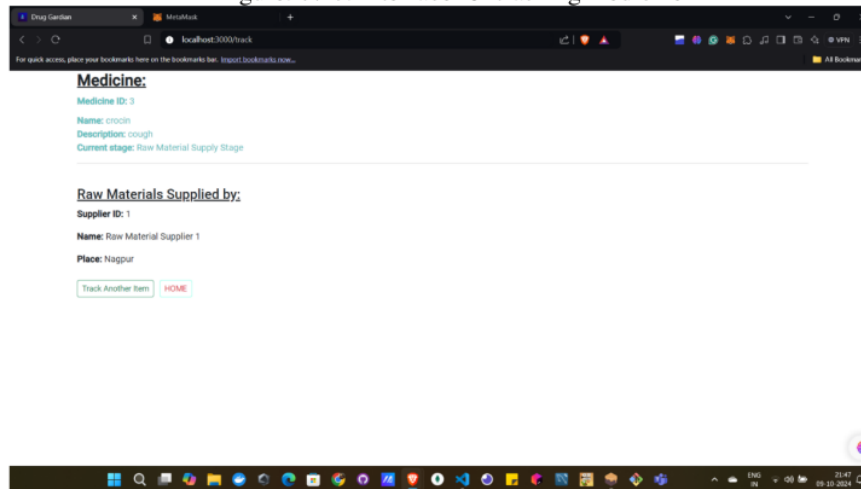 Drug Gardian
MetaMask
localhost:3000/track
VPN
For quick access, place your bookmarks here on the bookmarks bar. Import bookmarks now...
All Bookmar
Medicine:
Medicine ID: 3
Name: crocin
Description: cough
Current stage: Raw Material Supply Stage
Raw Materials Supplied by:
Supplier ID: 1
Name: Raw Material Supplier 1
Place: Nagpur
Track Another Item HOME
ENG
IN
21:47
09-10-2024